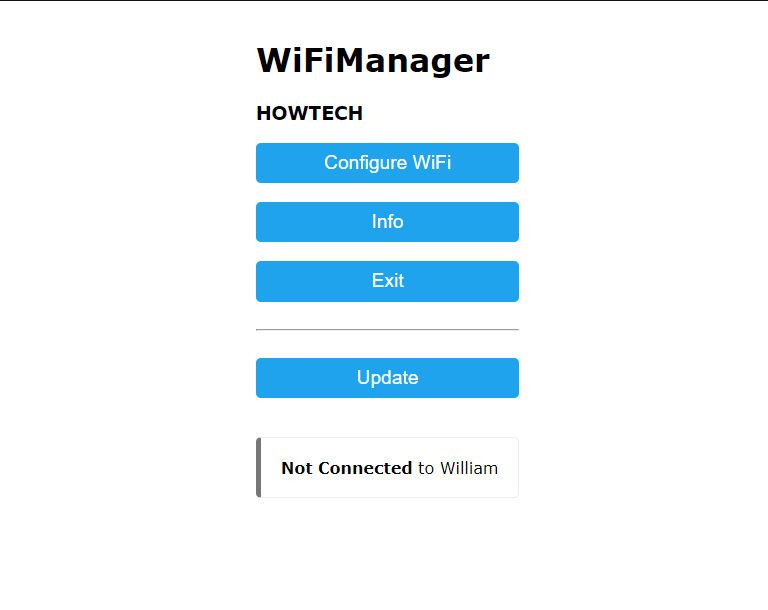 WiFiManager
HOWTECH
Configure WiFi
Info
Exit
Update
Not Connected to William